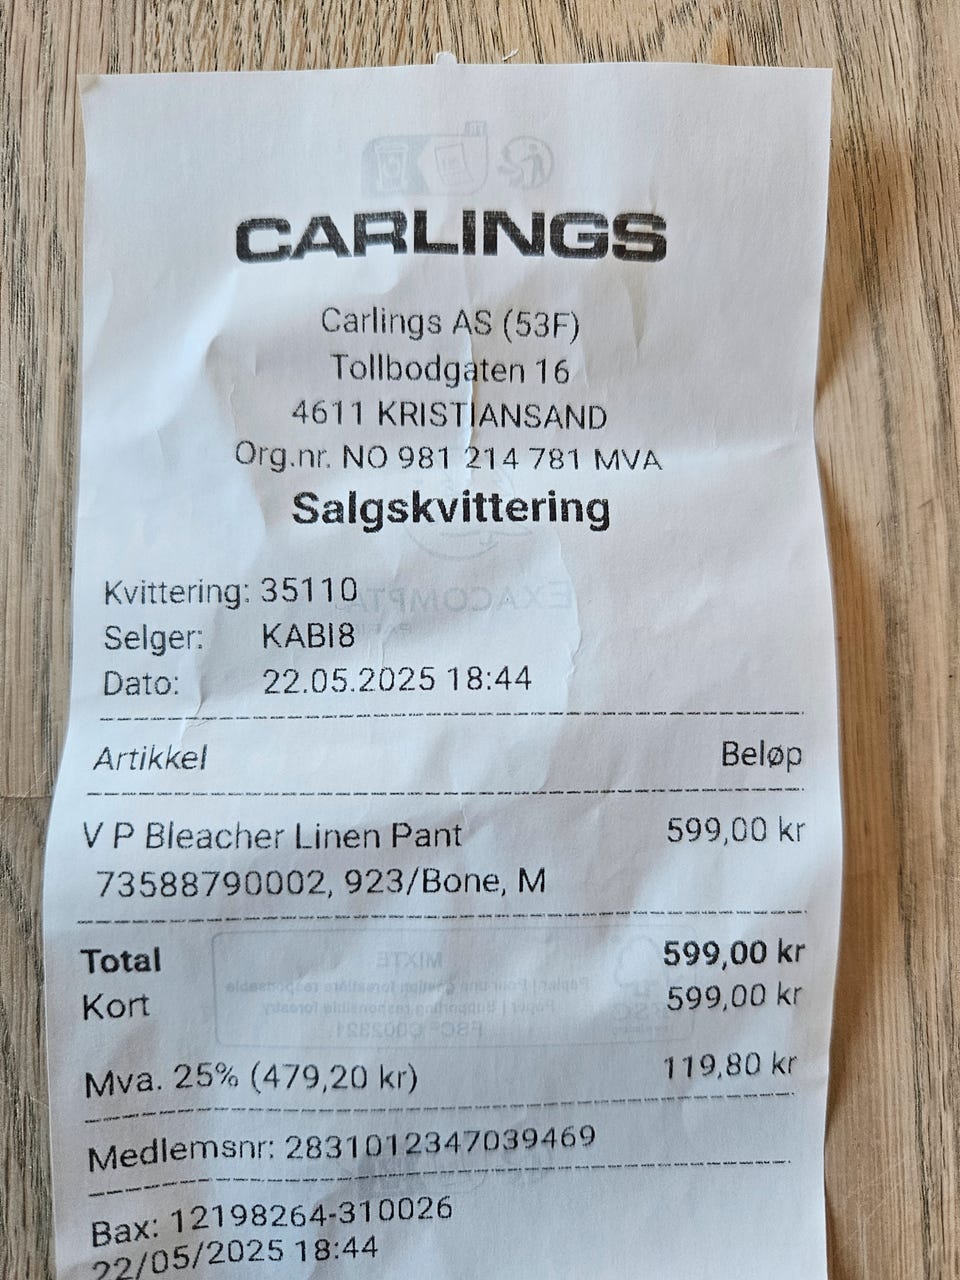 CARLINGS
Carlings AS (53F)
Tollbodgaten 16
4611 KRISTIANSAND
Org.nr. NO 981 214 781 MVA
Salgskvittering
Kvittering: 35110
Selger: KABI8
Dato: 22.05.2025 18:44
Artikkel Beløp
V P Bleacher Linen Pant 599,00 kr
73588790002, 923/Bone, M
Total 599,00 kr
Kort 599,00 kr
Mva. 25% (479,20 kr) 119,80 kr
Medlemsnr: 2831012347039469
Bax: 12198264-310026
22/05/2025 18:44